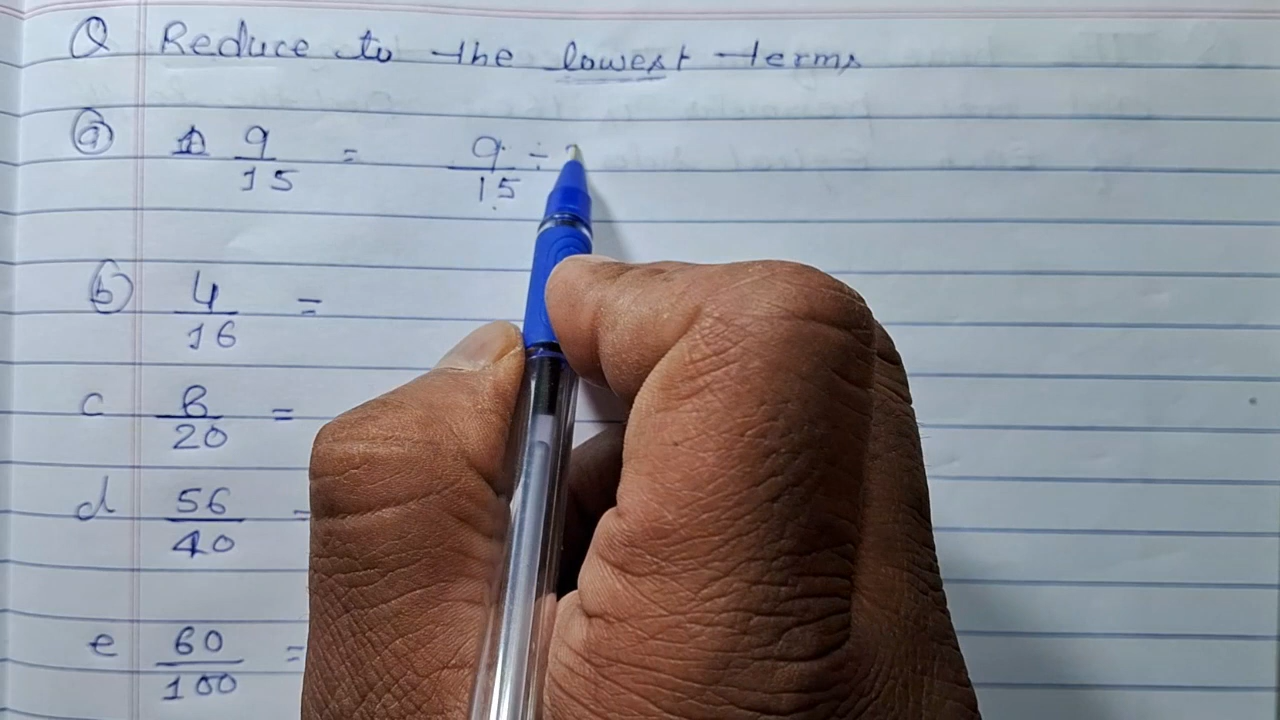 Q Reduce to the lowest terms
(a) 9/15 = 9/15 ÷
(b) 4/16 =
c 8/20 =
d 56/40 =
e 60/100 =